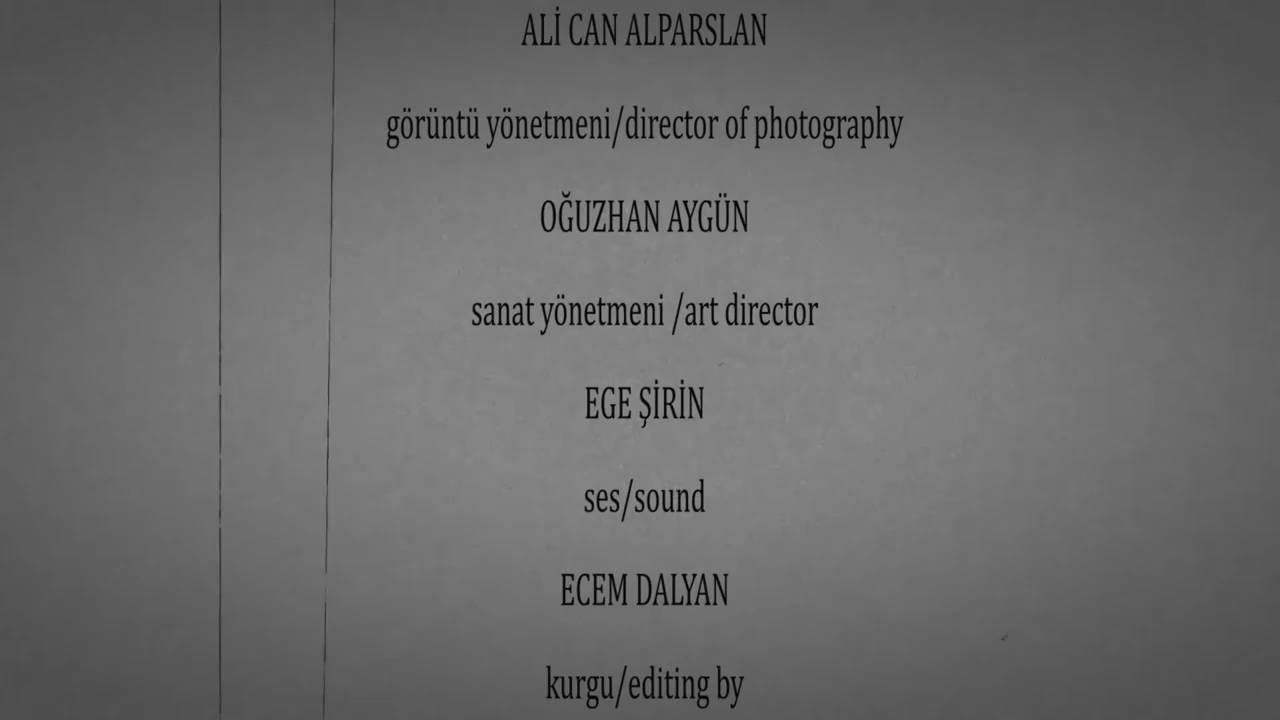 ALİ CAN ALPARSLAN
görüntü yönetmeni/director of photography
OĞUZHAN AYGÜN
sanat yönetmeni /art director
EGE ŞİRİN
ses/sound
ECEM DALYAN
kurgu/editing by